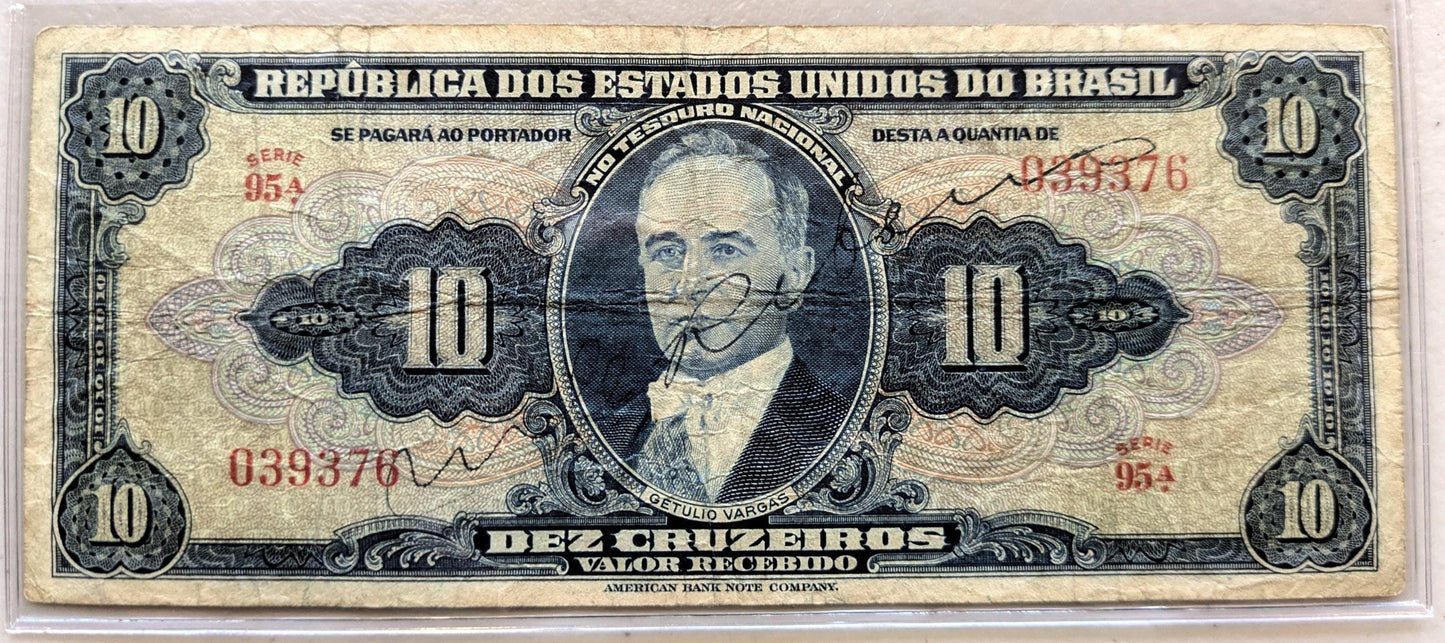 10 REPÚBLICA DOS ESTADOS UNIDOS DO BRASIL 10
SE PAGARÁ AO PORTADOR
NO TESOURO NACIONAL
DESTA A QUANTIA DE
SERIE
95A
039376
10 10
10 10
039376
SERIE
95A
GETULIO VARGAS
10 DEZ CRUZEIROS 10
VALOR RECEBIDO
AMERICAN BANK NOTE COMPANY.